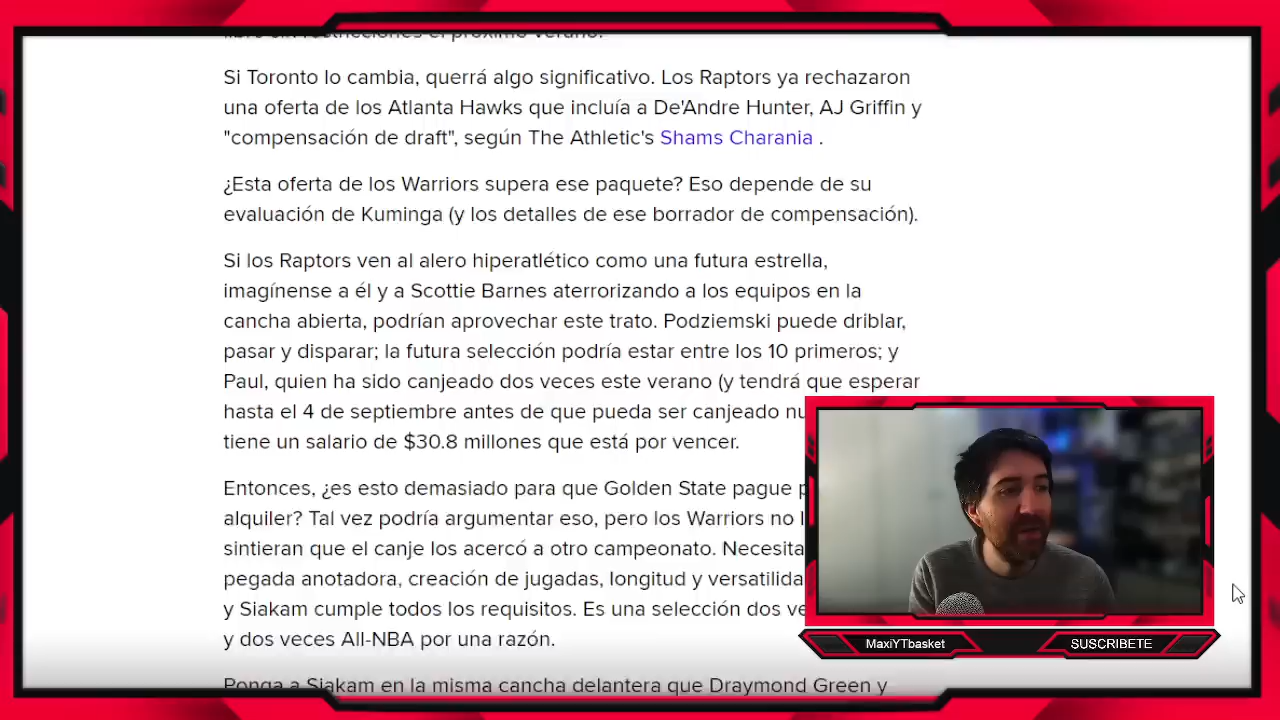 Si Toronto lo cambia, querrá algo significativo. Los Raptors ya rechazaron
una oferta de los Atlanta Hawks que incluía a De'Andre Hunter, AJ Griffin y
"compensación de draft", según The Athletic's Shams Charania .
¿Esta oferta de los Warriors supera ese paquete? Eso depende de su
evaluación de Kuminga (y los detalles de ese borrador de compensación).
Si los Raptors ven al alero hiperatlético como una futura estrella,
imagínense a él y a Scottie Barnes aterrorizando a los equipos en la
cancha abierta, podrían aprovechar este trato. Podziemski puede driblar,
pasar y disparar; la futura selección podría estar entre los 10 primeros; y
Paul, quien ha sido canjeado dos veces este verano (y tendrá que esperar
hasta el 4 de septiembre antes de que pueda ser canjeado
tiene un salario de $30.8 millones que está por vencer.
Entonces, ¿es esto demasiado para que Golden State pague
alquiler? Tal vez podría argumentar eso, pero los Warriors no
sintieran que el canje los acercó a otro campeonato.
pegada anotadora, creación de jugadas, longitud y
y Siakam cumple todos los requisitos. Es una selección dos
y dos veces All-NBA por una razón.
Ponga a Siakam en la misma cancha delantera que Draymond Green y
MaxiYTbasket
SUSCRIBETE